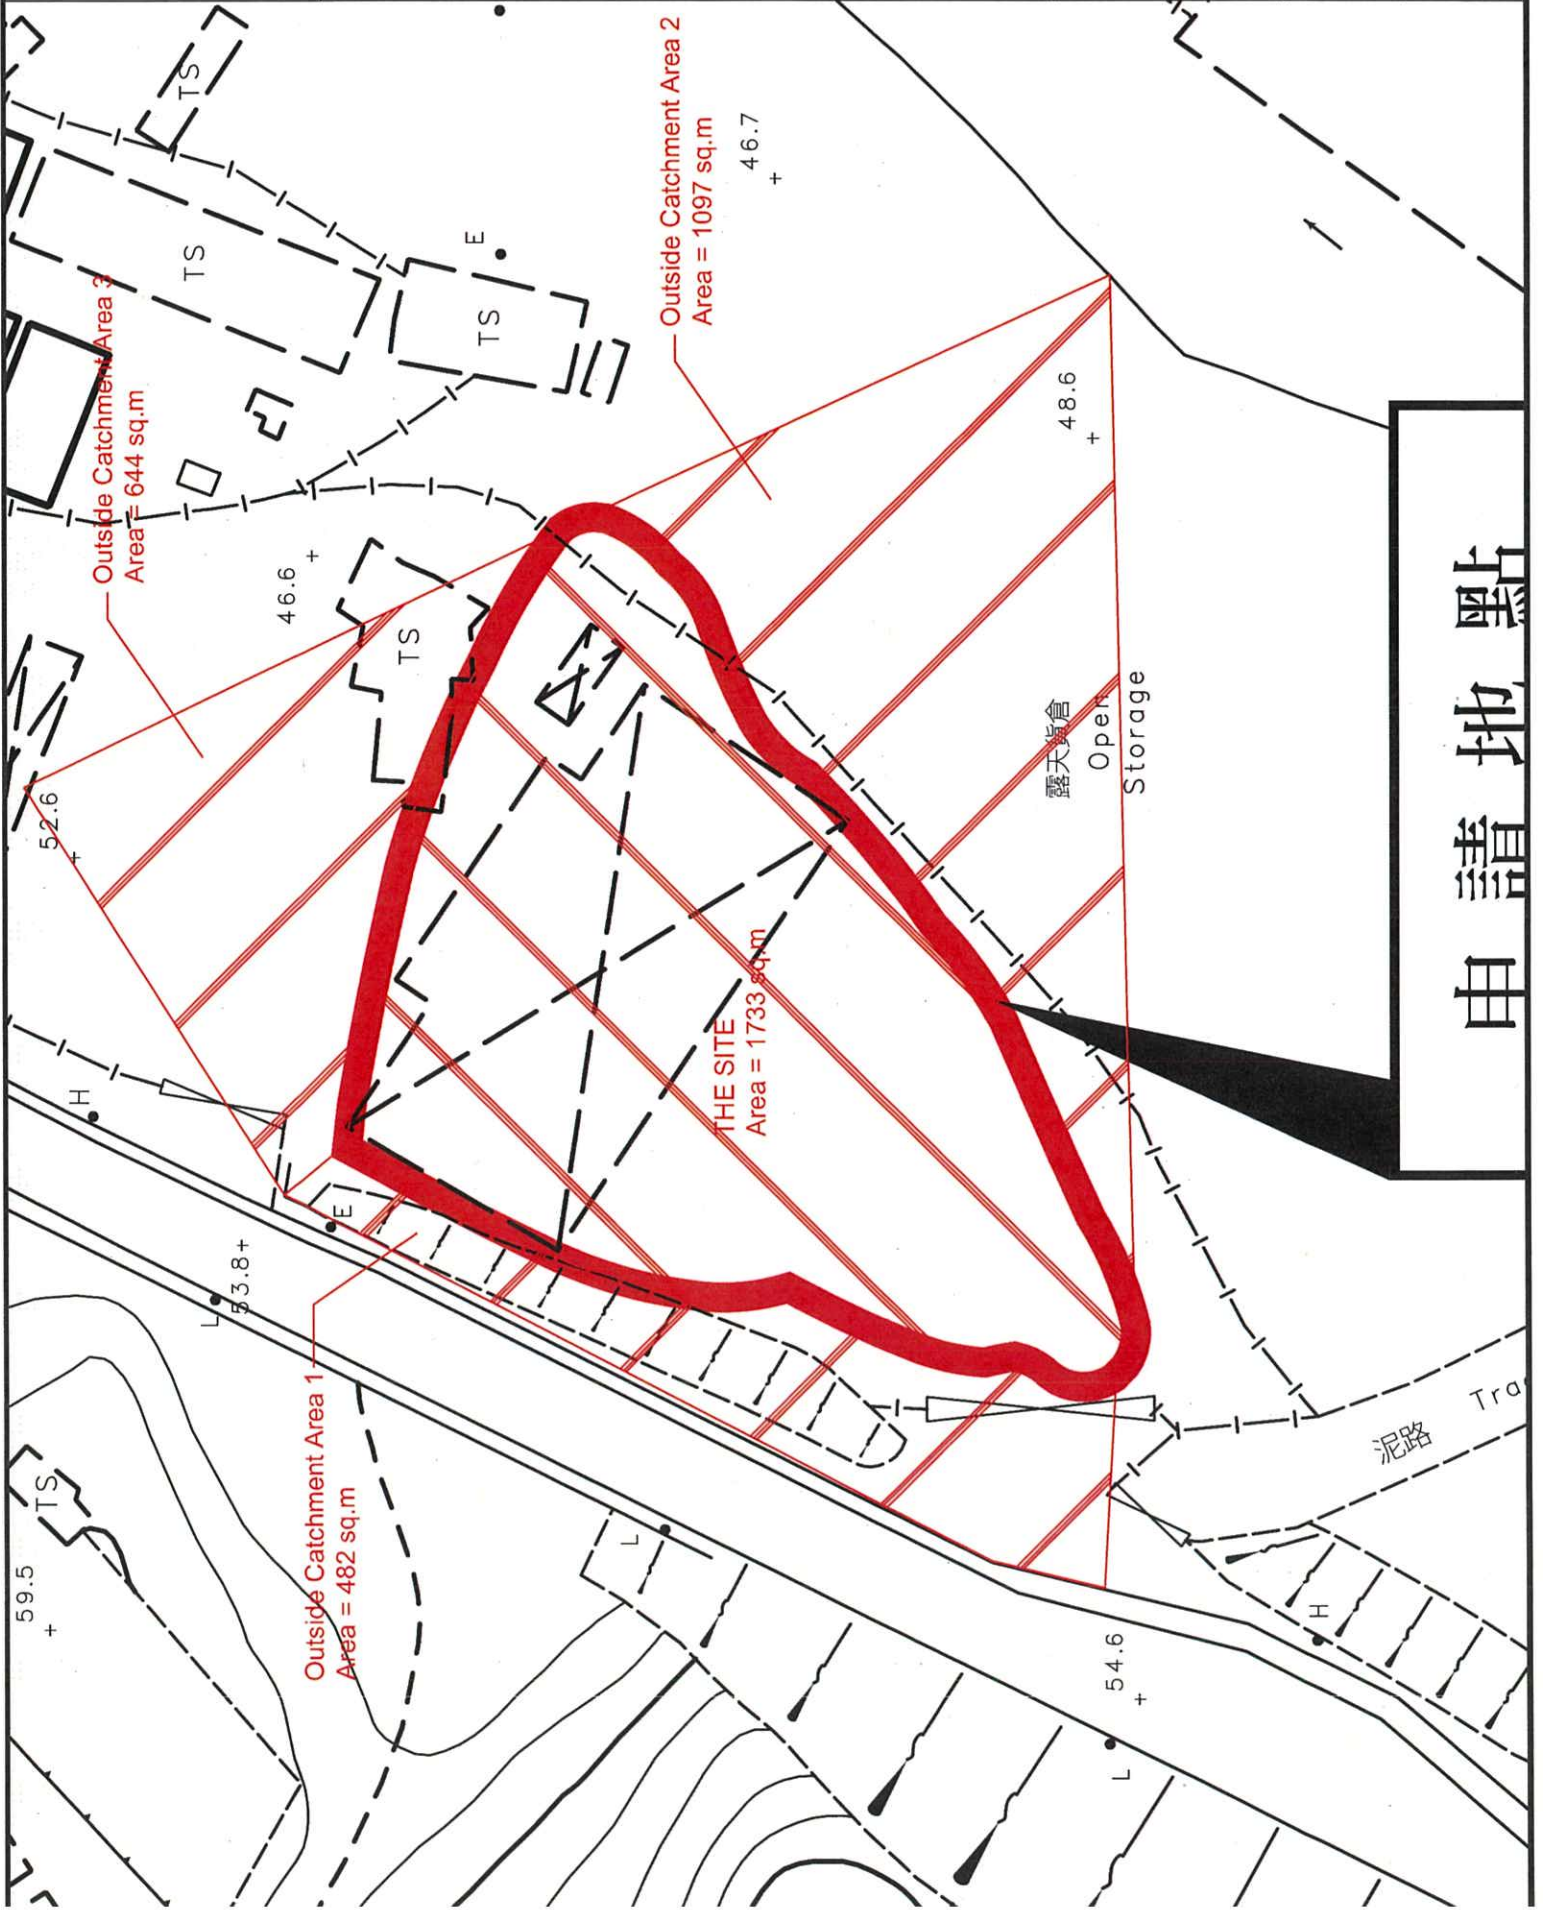 TS
TS
TS
E
Outside Catchment Area 3
Area = 644 sq.m
Outside Catchment Area 2
Area = 1097 sq.m
46.7
48.6
46.6
TS
52.6
露天貨倉
Open
Storage
THE SITE
Area = 1733 sq.m
申請地點
H
E
53.8
L
Outside Catchment Area 1
Area = 482 sq.m
TS
59.5
L
泥路
H
54.6
L